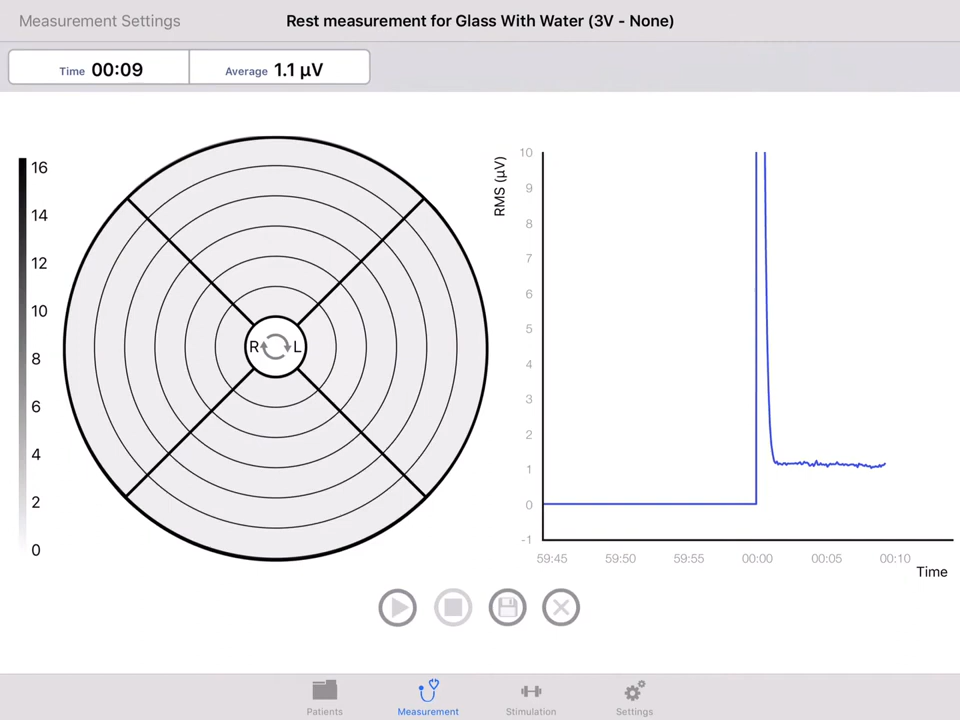 Measurement Settings
Rest measurement for Glass With Water (3V - None)
Time 00:09
Average 1.1 µV
16
14
12
10
8
6
4
2
0
R
L
RMS (µV)
10
9
8
7
6
5
4
3
2
1
0
-1
59:45
59:50
59:55
00:00
00:05
00:10
Time
Patients
Measurement
Stimulation
Settings